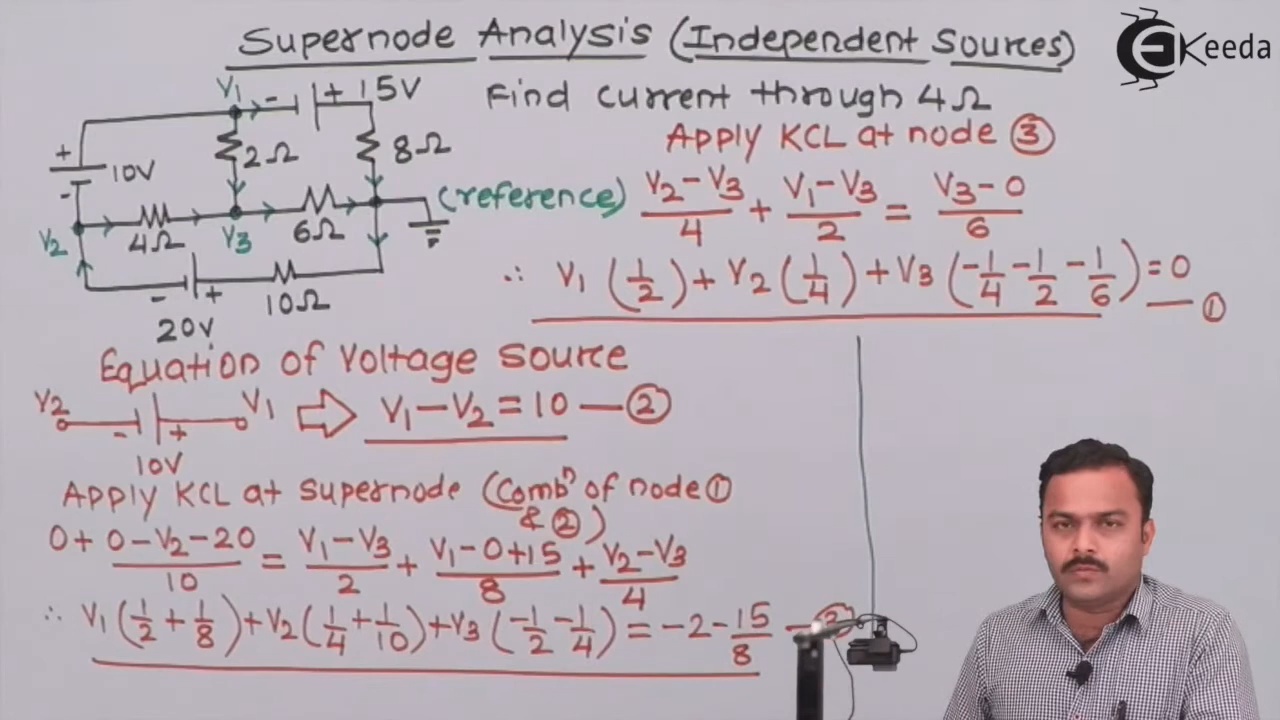 Supernode Analysis (Independent Sources)
EKeeda
Find current through 4Ω
V1 - + 15V
+ 10V -
2Ω
8Ω
(reference)
V2 4Ω V3 6Ω
- + 10Ω
20V
Apply KCL at node ③
V2-V3/4 + V1-V3/2 = V3-0/6
∴ V1 (1/2) + V2 (1/4) + V3 (-1/4 - 1/2 - 1/6) = 0 — ①
Equation of Voltage source
V2 - + V1 ⇒ V1-V2=10 — ②
10V
Apply KCL at supernode (Combn of node ①
& ②)
0 + 0-V2-20/10 = V1-V3/2 + V1-0+15/8 + V2-V3/4
∴ V1 (1/2 + 1/8) + V2 (1/4 + 1/10) + V3 (-1/2 - 1/4) = -2 - 15/8 —